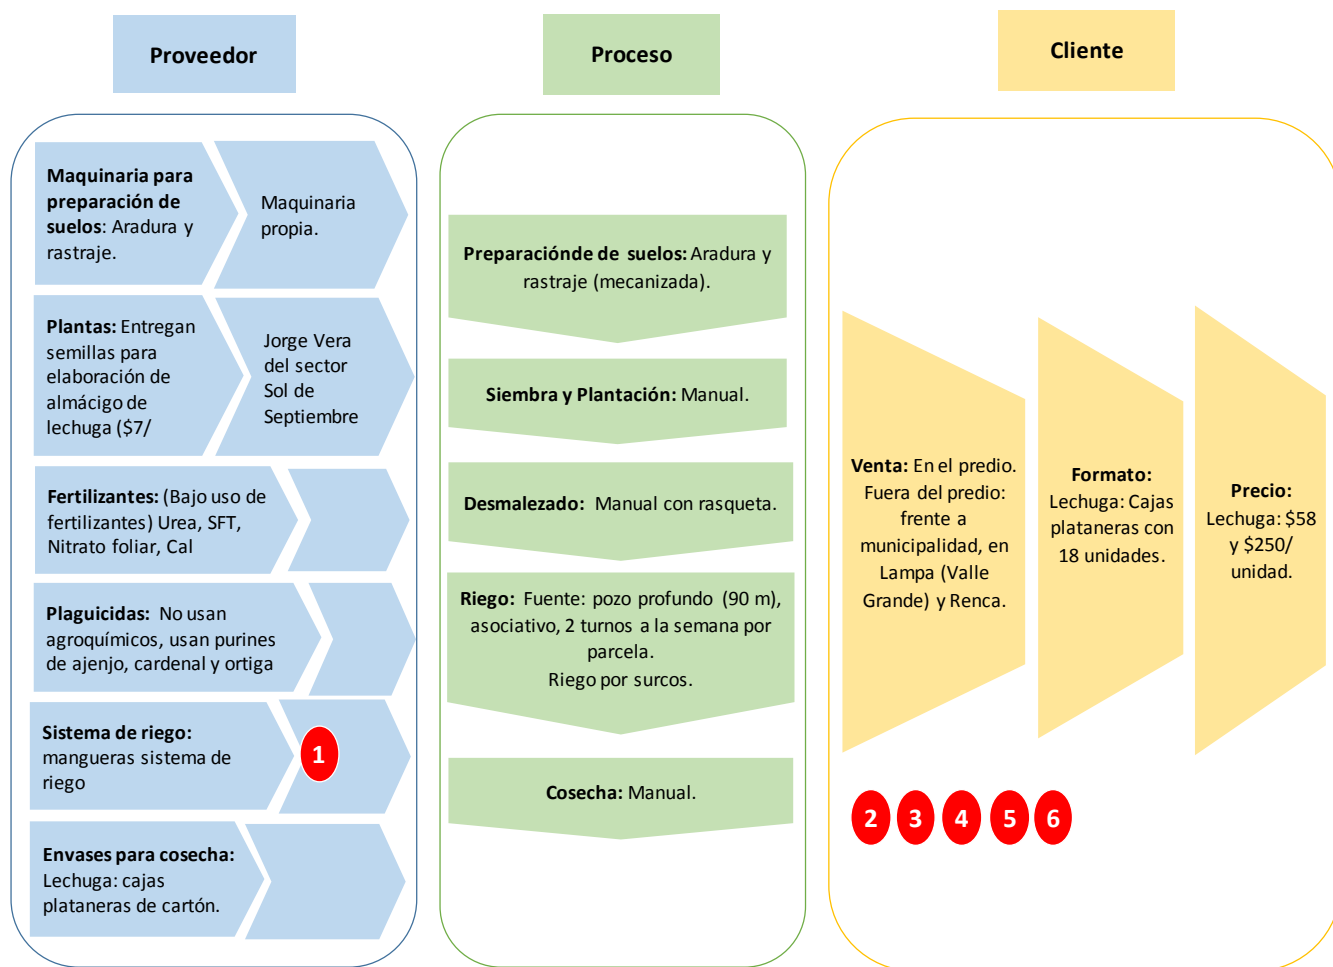 Proveedor
Maquinaria para
preparación de
suelos: Aradura y
rastraje.
Maquinaria
propia.
Plantas: Entregan
semillas para
elaboración de
almácigo de
lechuga ($7/
Jorge Vera
del sector
Sol de
Septiembre
Fertilizantes: (Bajo uso de
fertilizantes) Urea, SFT,
Nitrato foliar, Cal
Plaguicidas: No usan
agroquímicos, usan purines
de ajenjo, cardenal y ortiga
Sistema de riego:
mangueras sistema de
riego
1
Envases para cosecha:
Lechuga: cajas
plataneras de cartón.
Proceso
Preparaciónde de suelos: Aradura y
rastraje (mecanizada).
Siembra y Plantación: Manual.
Desmalezado: Manual con rasqueta.
Riego: Fuente: pozo profundo (90 m),
asociativo, 2 turnos a la semana por
parcela.
Riego por surcos.
Cosecha: Manual.
Cliente
Venta: En el predio.
Fuera del predio:
frente a
municipalidad, en
Lampa (Valle
Grande) y Renca.
Formato:
Lechuga: Cajas
plataneras con
18 unidades.
Precio:
Lechuga: $58
y $250/
unidad.
2 3 4 5 6